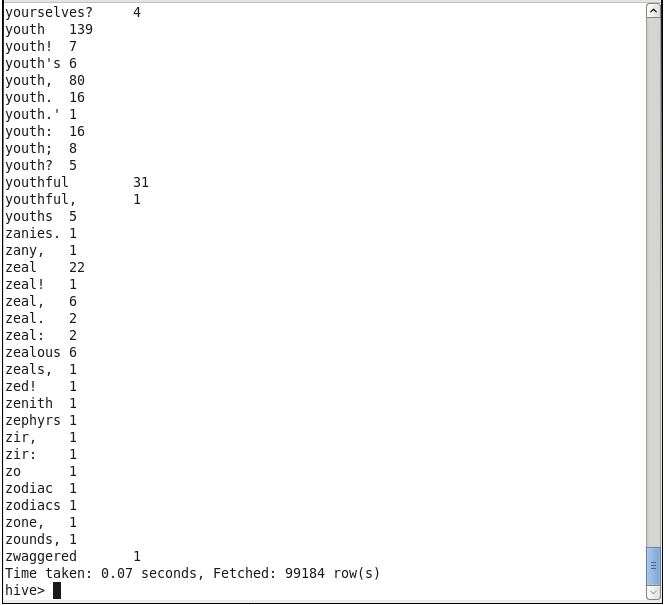 yourselves?     4
youth   139
youth!  7
youth's 6
youth,  80
youth.  16
youth.' 1
youth:  16
youth;  8
youth?  5
youthful        31
youthful,       1
youths  5
zanies. 1
zany,   1
zeal    22
zeal!   1
zeal,   6
zeal.   2
zeal:   2
zealous 6
zeals,  1
zed!    1
zenith  1
zephyrs 1
zir,    1
zir:    1
zo      1
zodiac  1
zodiacs 1
zone,   1
zounds, 1
zwaggered       1
Time taken: 0.07 seconds, Fetched: 99184 row(s)
hive>